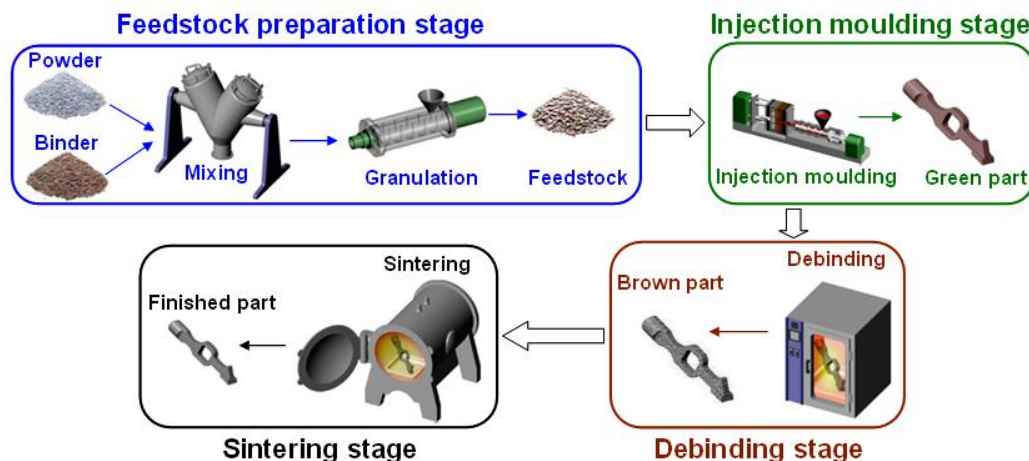 Feedstock preparation stage
Powder
Binder
Mixing
Granulation
Feedstock
Injection moulding stage
Injection moulding
Green part
Debinding
Brown part
Debinding stage
Sintering
Finished part
Sintering stage